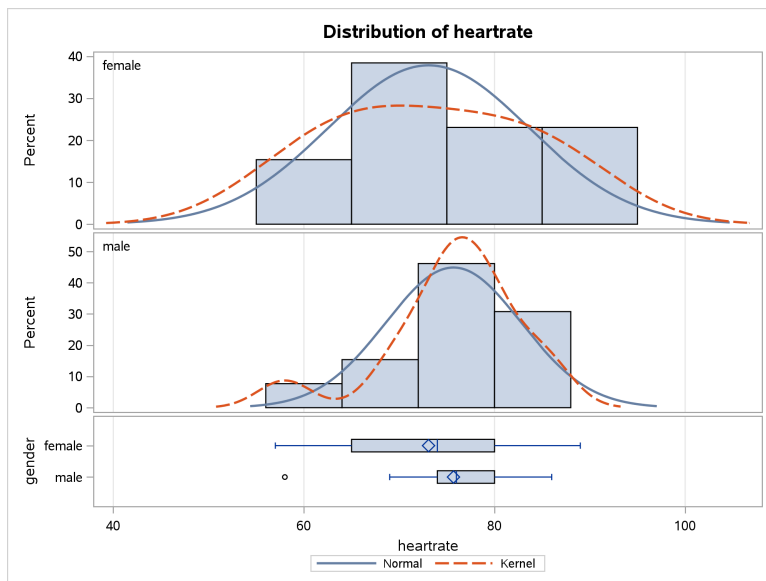 Distribution of heartrate
female
Percent
40
30
20
10
0
male
Percent
50
40
30
20
10
0
gender
female
male
40 60 80 100
heartrate
Normal Kernel